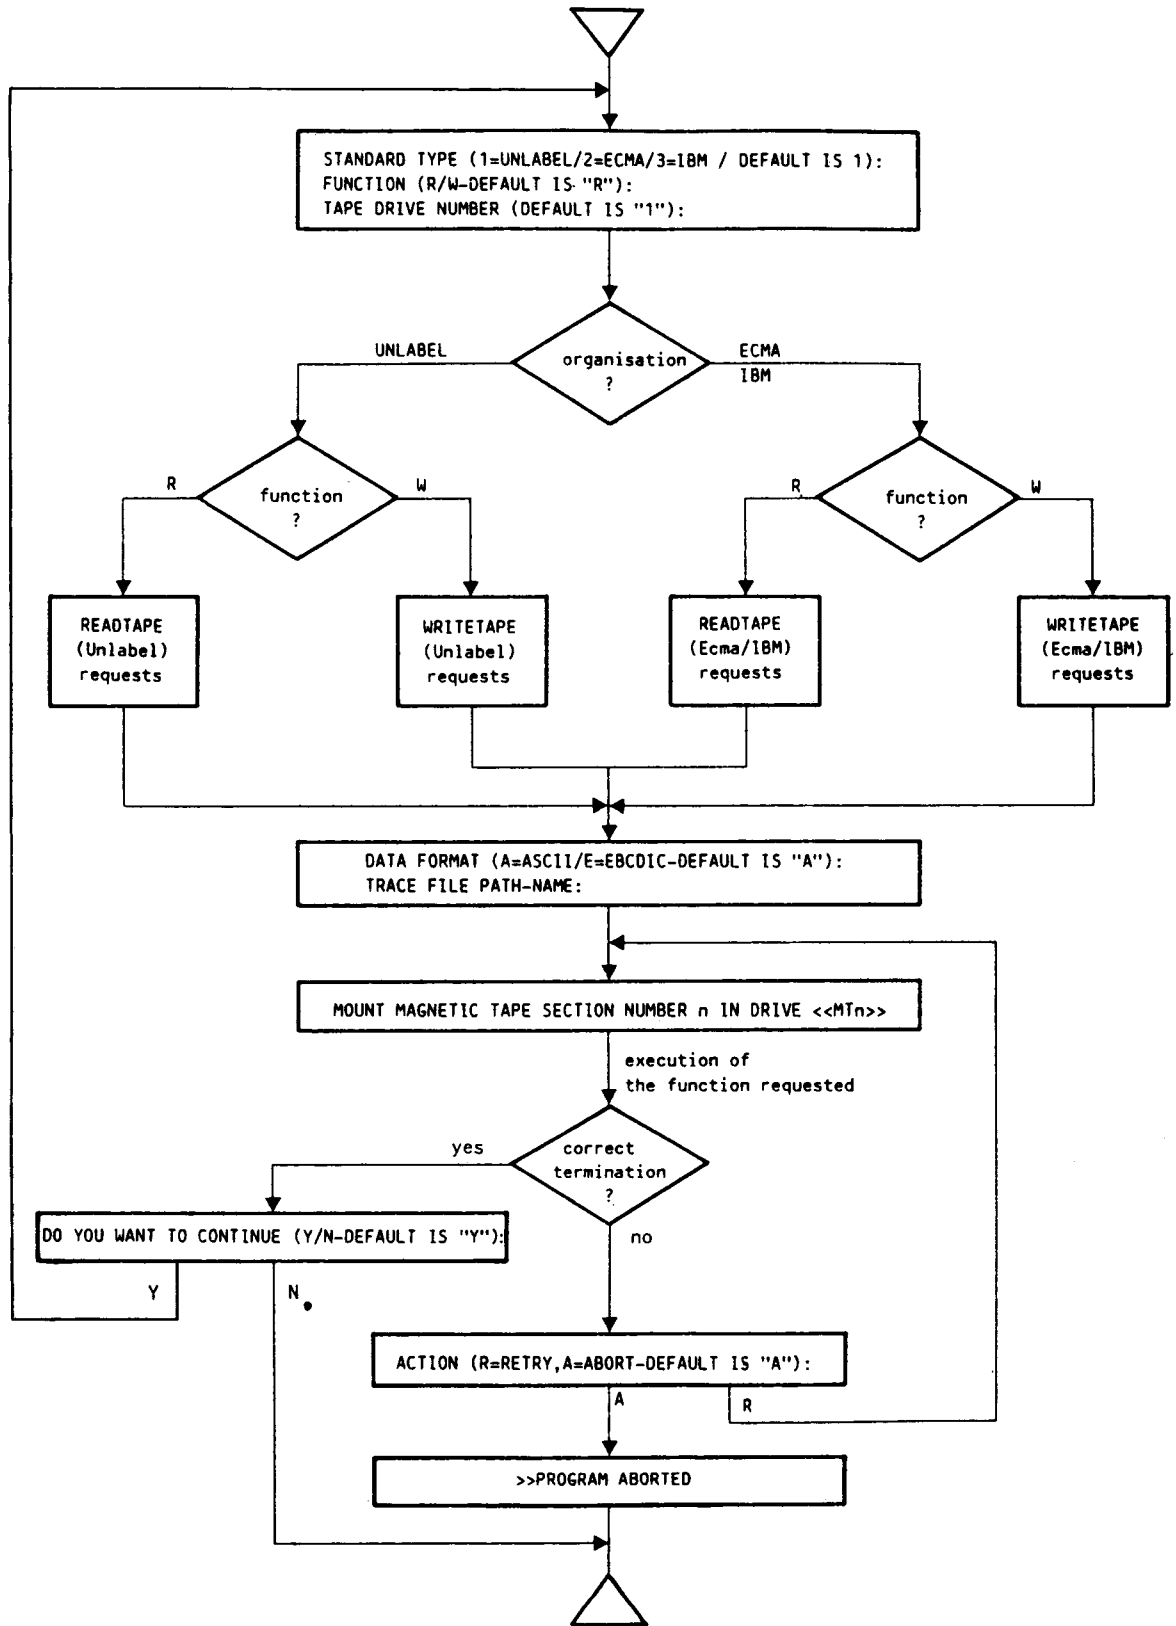 STANDARD TYPE (1=UNLABEL/2=ECMA/3=IBM / DEFAULT IS 1):
FUNCTION (R/W-DEFAULT IS "R"):
TAPE DRIVE NUMBER (DEFAULT IS "1"):
UNLABEL
organisation
?
ECMA
IBM
R
function
?
W
R
function
?
W
READTAPE
(Unlabel)
requests
WRITETAPE
(Unlabel)
requests
READTAPE
(Ecma/IBM)
requests
WRITETAPE
(Ecma/IBM)
requests
DATA FORMAT (A=ASCII/E=EBCDIC-DEFAULT IS "A"):
TRACE FILE PATH-NAME:
MOUNT MAGNETIC TAPE SECTION NUMBER n IN DRIVE <<MTn>>
execution of
the function requested
yes
correct
termination
?
no
DO YOU WANT TO CONTINUE (Y/N-DEFAULT IS "Y"):
Y
N
ACTION (R=RETRY,A=ABORT-DEFAULT IS "A"):
A
R
>>PROGRAM ABORTED